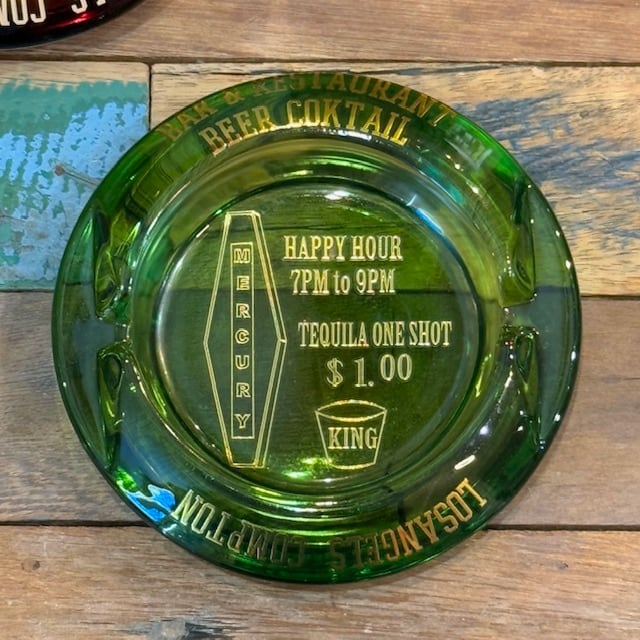 BAR & RESTAURANT
BEER COKTAIL
MERCURY
HAPPY HOUR
7PM to 9PM
TEQUILA ONE SHOT
$ 1.00
KING
LOSANGELS COMPTON